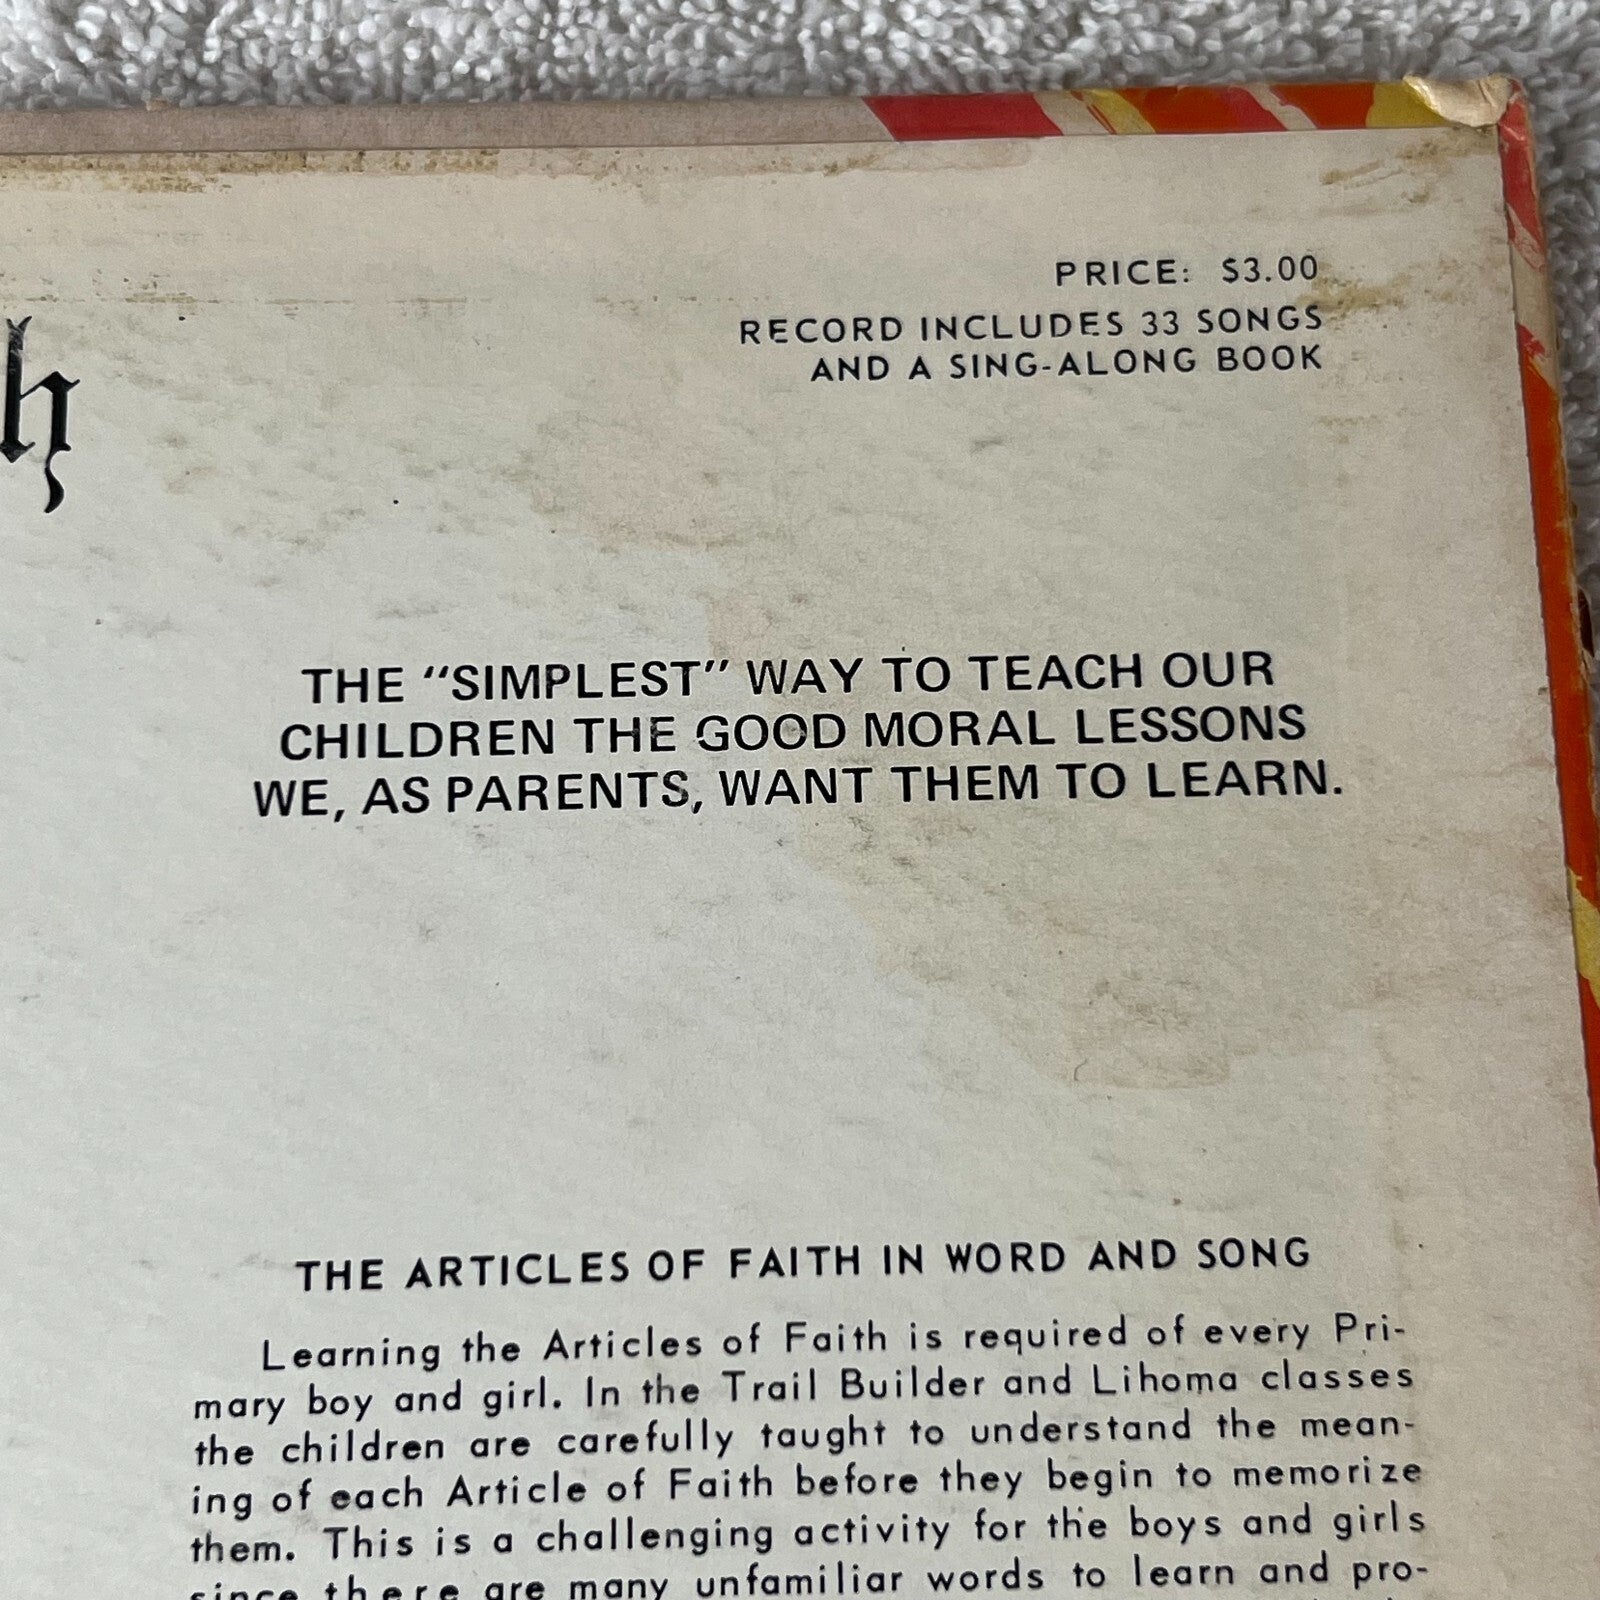 PRICE: $3.00
RECORD INCLUDES 33 SONGS
AND A SING-ALONG BOOK
h
THE "SIMPLEST" WAY TO TEACH OUR
CHILDREN THE GOOD MORAL LESSONS
WE, AS PARENTS, WANT THEM TO LEARN.
THE ARTICLES OF FAITH IN WORD AND SONG
Learning the Articles of Faith is required of every Pri-
mary boy and girl. In the Trail Builder and Lihoma classes
the children are carefully taught to understand the mean-
ing of each Article of Faith before they begin to memorize
them. This is a challenging activity for the boys and girls
since there are many unfamiliar words to learn and pro-